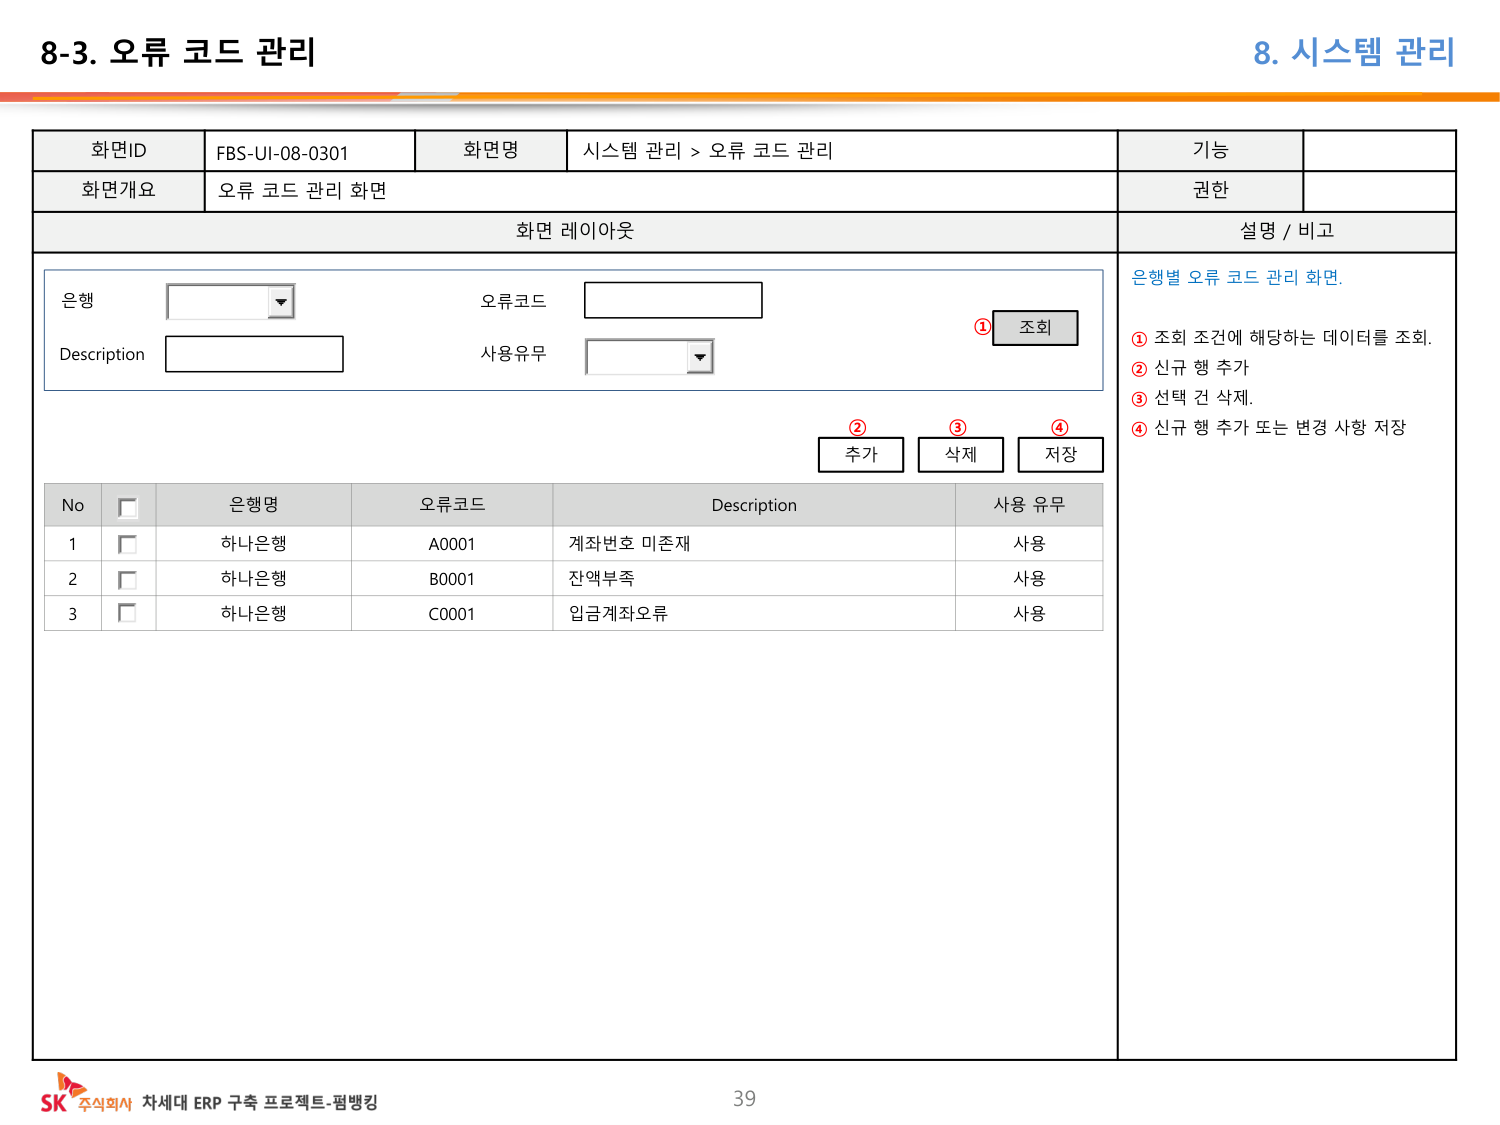 8-3. 오류 코드 관리
8. 시스템 관리
화면ID FBS-UI-08-0301 화면명 시스템 관리 > 오류 코드 관리 기능
화면개요 오류 코드 관리 화면 권한
화면 레이아웃 설명 / 비고
은행 오류코드
① 조회
Description 사용유무
② ③ ④
추가 삭제 저장
No 은행명 오류코드 Description 사용 유무
1 하나은행 A0001 계좌번호 미존재 사용
2 하나은행 B0001 잔액부족 사용
3 하나은행 C0001 입금계좌오류 사용
은행별 오류 코드 관리 화면.
① 조회 조건에 해당하는 데이터를 조회.
② 신규 행 추가
③ 선택 건 삭제.
④ 신규 행 추가 또는 변경 사항 저장
SK 주식회사 차세대 ERP 구축 프로젝트-펌뱅킹
39